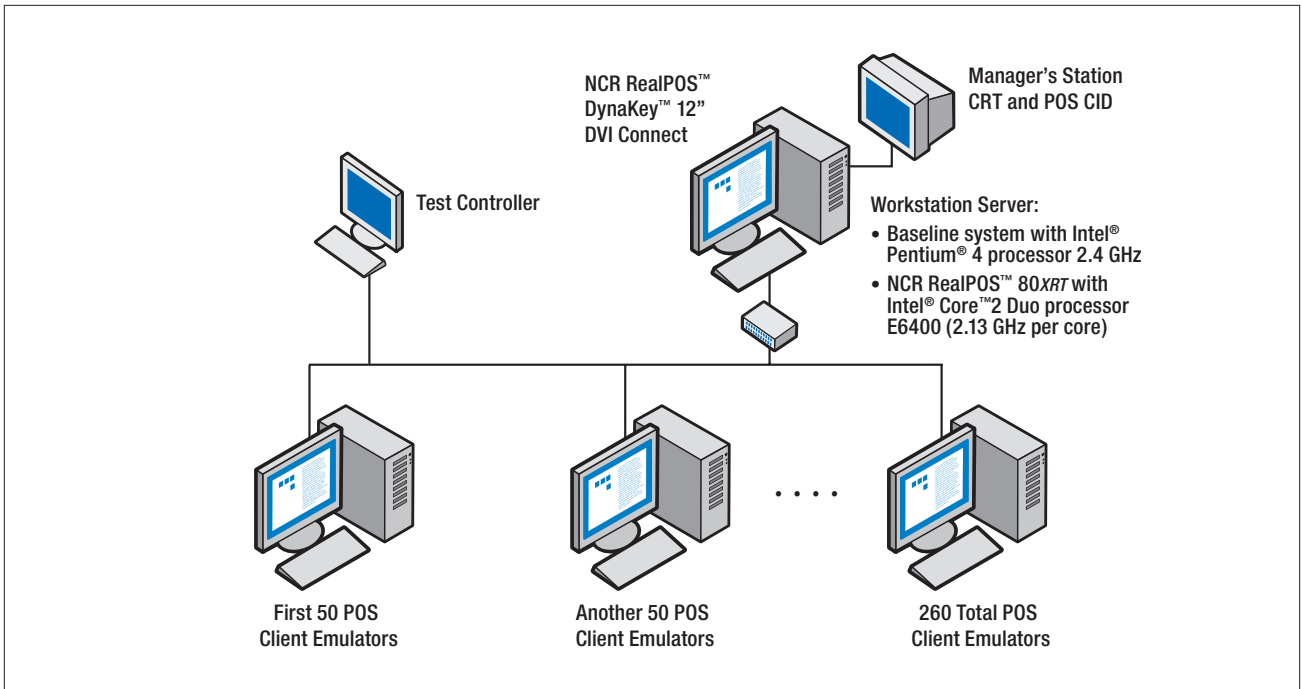 NCR RealPOS™
DynaKey™ 12”
DVI Connect
Manager’s Station
CRT and POS CID
Test Controller
Workstation Server:
• Baseline system with Intel®
Pentium® 4 processor 2.4 GHz
• NCR RealPOS™ 80XRT with
Intel® Core™2 Duo processor
E6400 (2.13 GHz per core)
. . . .
First 50 POS
Client Emulators
Another 50 POS
Client Emulators
260 Total POS
Client Emulators